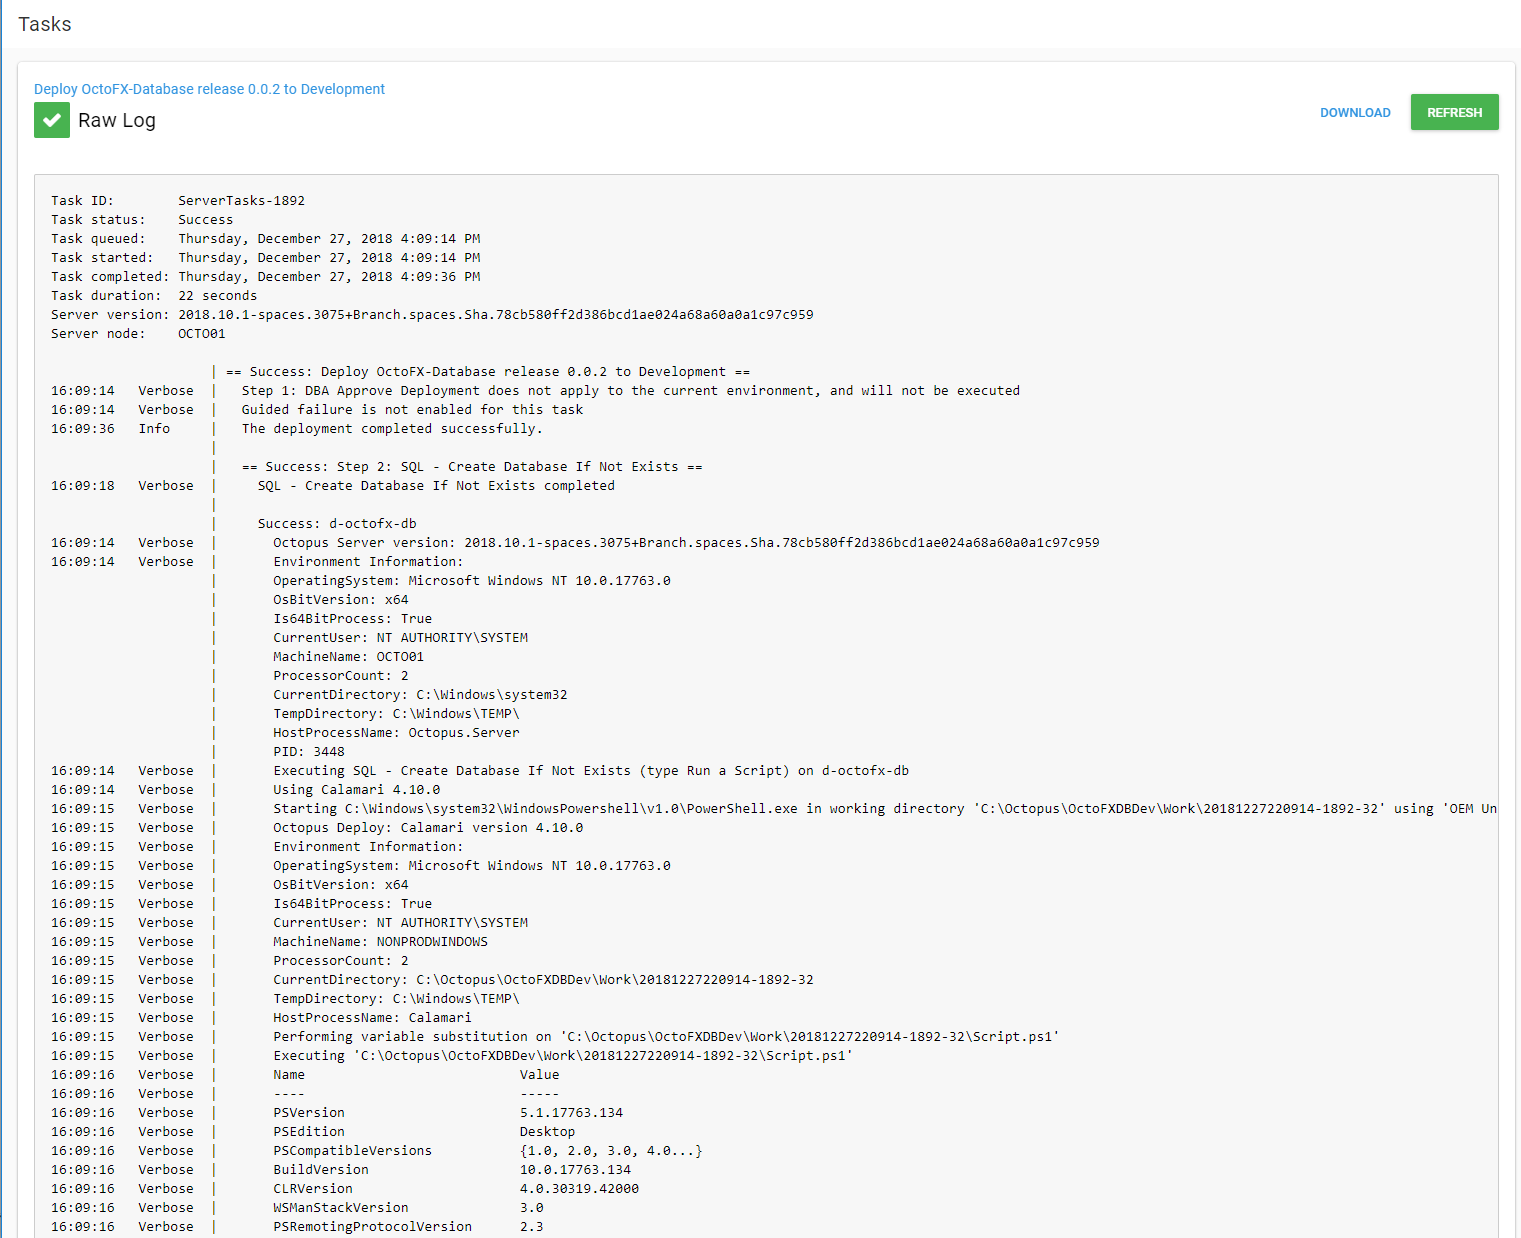 Tasks
Deploy OctoFX-Database release 0.0.2 to Development
Raw Log
DOWNLOAD
REFRESH
Task ID:        ServerTasks-1892
Task status:    Success
Task queued:    Thursday, December 27, 2018 4:09:14 PM
Task started:   Thursday, December 27, 2018 4:09:14 PM
Task completed: Thursday, December 27, 2018 4:09:36 PM
Task duration:  22 seconds
Server version: 2018.10.1-spaces.3075+Branch.spaces.Sha.78cb580ff2d386bcd1ae024a68a60a0a1c97c959
Server node:    OCTO01
                    | == Success: Deploy OctoFX-Database release 0.0.2 to Development ==
16:09:14   Verbose  |   Step 1: DBA Approve Deployment does not apply to the current environment, and will not be executed
16:09:14   Verbose  |   Guided failure is not enabled for this task
16:09:36   Info     |   The deployment completed successfully.
                    |
                    |   == Success: Step 2: SQL - Create Database If Not Exists ==
16:09:18   Verbose  |     SQL - Create Database If Not Exists completed
                    |
                    |     Success: d-octofx-db
16:09:14   Verbose  |       Octopus Server version: 2018.10.1-spaces.3075+Branch.spaces.Sha.78cb580ff2d386bcd1ae024a68a60a0a1c97c959
16:09:14   Verbose  |       Environment Information:
                    |       OperatingSystem: Microsoft Windows NT 10.0.17763.0
                    |       OsBitVersion: x64
                    |       Is64BitProcess: True
                    |       CurrentUser: NT AUTHORITY\SYSTEM
                    |       MachineName: OCTO01
                    |       ProcessorCount: 2
                    |       CurrentDirectory: C:\Windows\system32
                    |       TempDirectory: C:\Windows\TEMP\
                    |       HostProcessName: Octopus.Server
                    |       PID: 3448
16:09:14   Verbose  |       Executing SQL - Create Database If Not Exists (type Run a Script) on d-octofx-db
16:09:14   Verbose  |       Using Calamari 4.10.0
16:09:15   Verbose  |       Starting C:\Windows\system32\WindowsPowershell\v1.0\PowerShell.exe in working directory 'C:\Octopus\OctoFXDBDev\Work\20181227220914-1892-32' using 'OEM Un
16:09:15   Verbose  |       Octopus Deploy: Calamari version 4.10.0
16:09:15   Verbose  |       Environment Information:
16:09:15   Verbose  |       OperatingSystem: Microsoft Windows NT 10.0.17763.0
16:09:15   Verbose  |       OsBitVersion: x64
16:09:15   Verbose  |       Is64BitProcess: True
16:09:15   Verbose  |       CurrentUser: NT AUTHORITY\SYSTEM
16:09:15   Verbose  |       MachineName: NONPRODWINDOWS
16:09:15   Verbose  |       ProcessorCount: 2
16:09:15   Verbose  |       CurrentDirectory: C:\Octopus\OctoFXDBDev\Work\20181227220914-1892-32
16:09:15   Verbose  |       TempDirectory: C:\Windows\TEMP\
16:09:15   Verbose  |       HostProcessName: Calamari
16:09:15   Verbose  |       Performing variable substitution on 'C:\Octopus\OctoFXDBDev\Work\20181227220914-1892-32\Script.ps1'
16:09:15   Verbose  |       Executing 'C:\Octopus\OctoFXDBDev\Work\20181227220914-1892-32\Script.ps1'
16:09:16   Verbose  |       Name                           Value
16:09:16   Verbose  |       ----                           -----
16:09:16   Verbose  |       PSVersion                      5.1.17763.134
16:09:16   Verbose  |       PSEdition                      Desktop
16:09:16   Verbose  |       PSCompatibleVersions           {1.0, 2.0, 3.0, 4.0...}
16:09:16   Verbose  |       BuildVersion                   10.0.17763.134
16:09:16   Verbose  |       CLRVersion                     4.0.30319.42000
16:09:16   Verbose  |       WSManStackVersion              3.0
16:09:16   Verbose  |       PSRemotingProtocolVersion      2.3